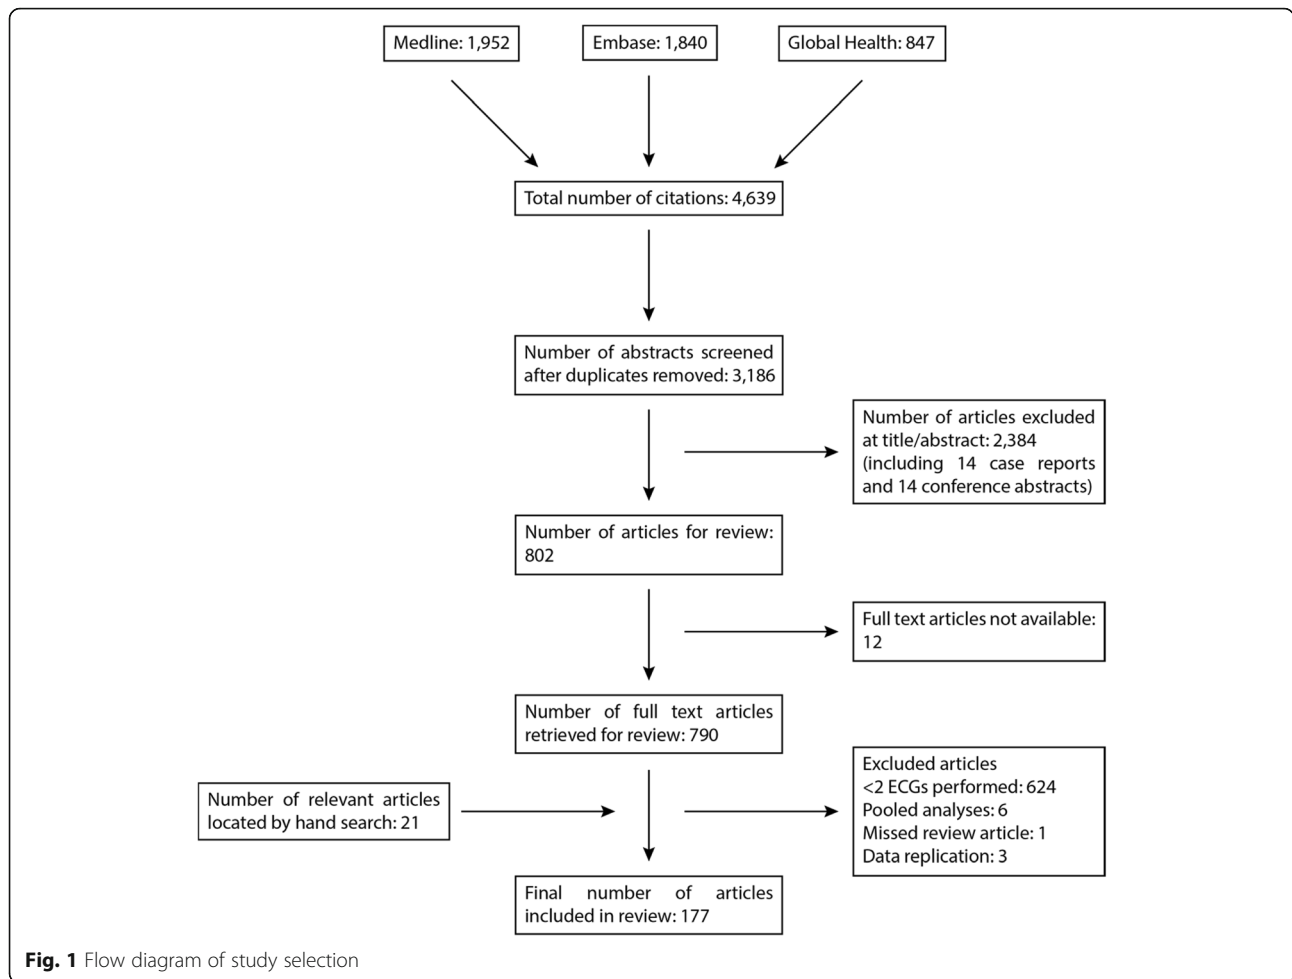 Medline: 1,952
Embase: 1,840
Global Health: 847
Total number of citations: 4,639
Number of abstracts screened
after duplicates removed: 3,186
Number of articles excluded
at title/abstract: 2,384
(including 14 case reports
and 14 conference abstracts)
Number of articles for review:
802
Full text articles not available:
12
Number of full text articles
retrieved for review: 790
Number of relevant articles
located by hand search: 21
Excluded articles
<2 ECGs performed: 624
Pooled analyses: 6
Missed review article: 1
Data replication: 3
Final number of articles
included in review: 177
Fig. 1 Flow diagram of study selection